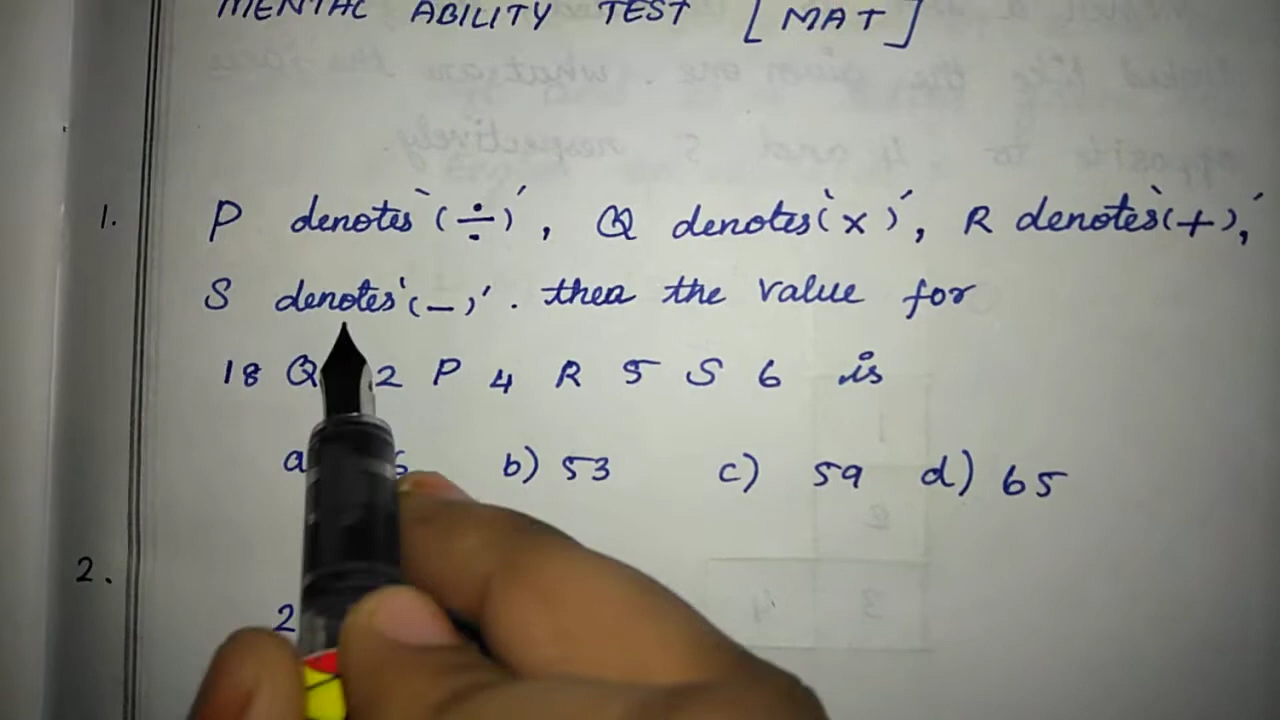 MENTAL ABILITY TEST [MAT]
1. P denotes '(÷)', Q denotes '(x)', R denotes '(+)',
S denotes '(-)'. then the value for
18 Q 2 P 4 R 5 S 6 is
b) 53 c) 59 d) 65
2.
2